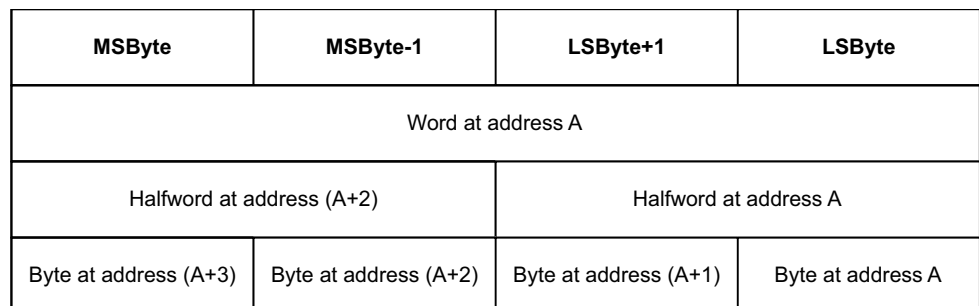 MSByte MSByte-1 LSByte+1 LSByte
Word at address A
Halfword at address (A+2) Halfword at address A
Byte at address (A+3) Byte at address (A+2) Byte at address (A+1) Byte at address A